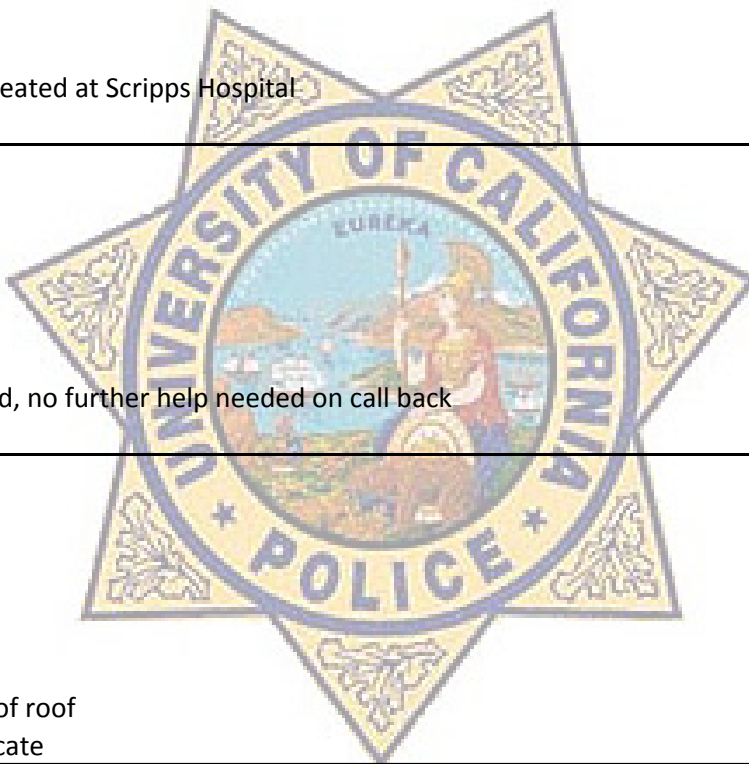 eated at Scripps Hospital
UNIVERSITY OF CALIFORNIA
EUREKA
d, no further help needed on call back
POLICE
of roof
cate